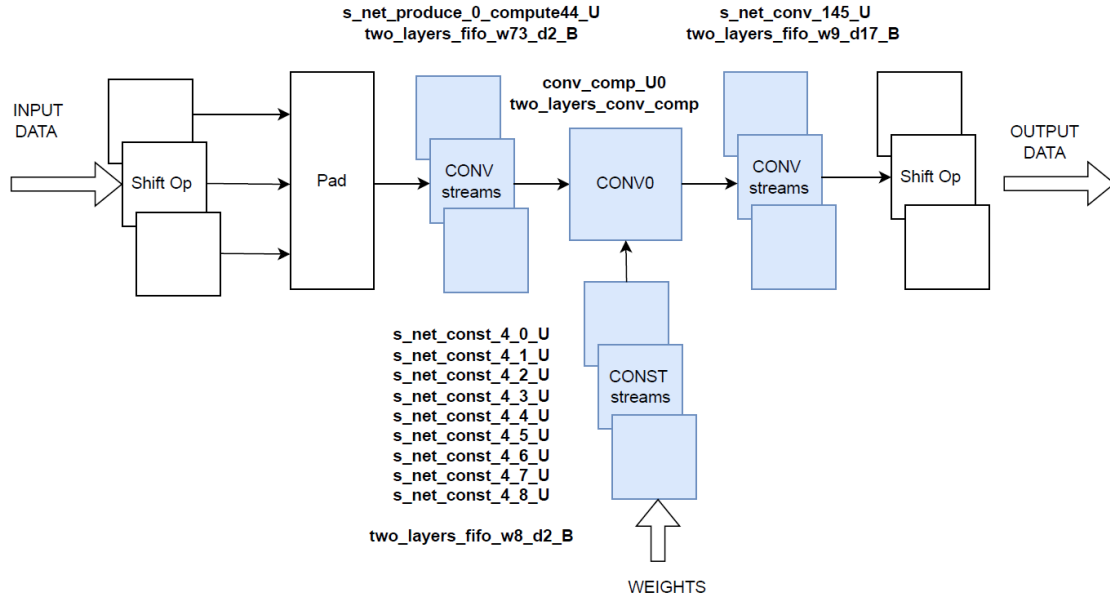 s_net_produce_0_compute44_U
two_layers_fifo_w73_d2_B
s_net_conv_145_U
two_layers_fifo_w9_d17_B
conv_comp_U0
two_layers_conv_comp
INPUT
DATA
Shift Op
Pad
CONV
streams
CONV0
CONV
streams
Shift Op
OUTPUT
DATA
s_net_const_4_0_U
s_net_const_4_1_U
s_net_const_4_2_U
s_net_const_4_3_U
s_net_const_4_4_U
s_net_const_4_5_U
s_net_const_4_6_U
s_net_const_4_7_U
s_net_const_4_8_U
CONST
streams
two_layers_fifo_w8_d2_B
WEIGHTS